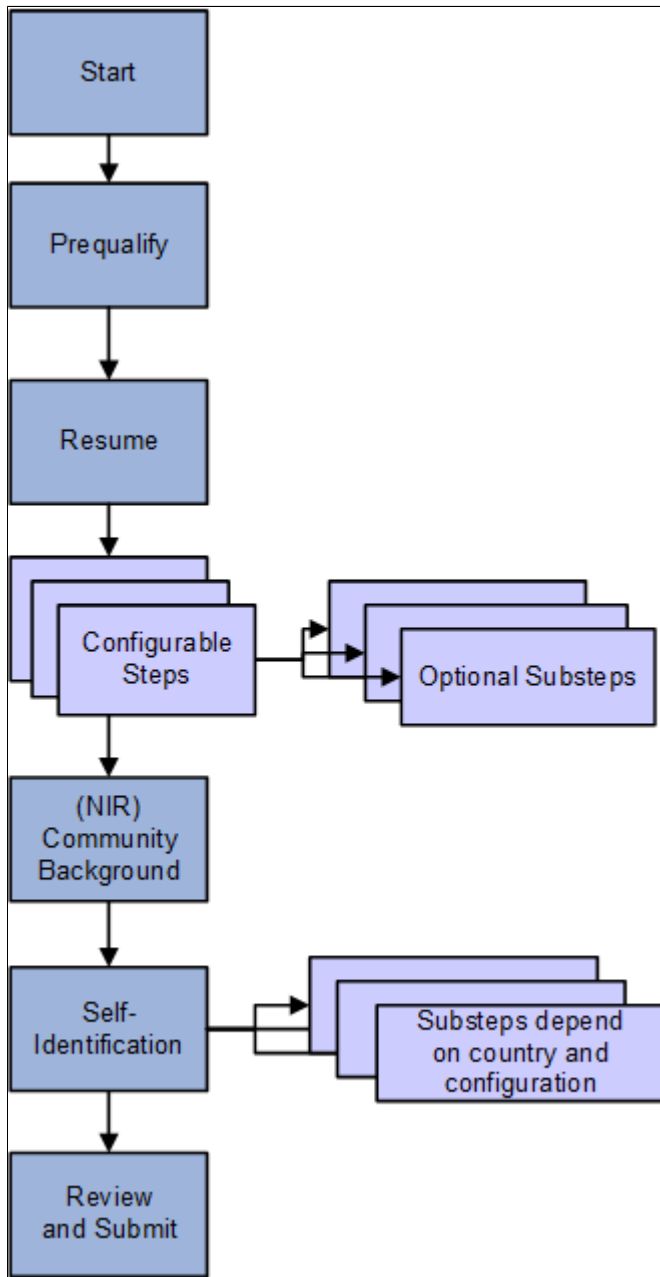 Start
Prequalify
Resume
Configurable
Steps
Optional Substeps
(NIR)
Community
Background
Self-
Identification
Substeps depend
on country and
configuration
Review
and Submit